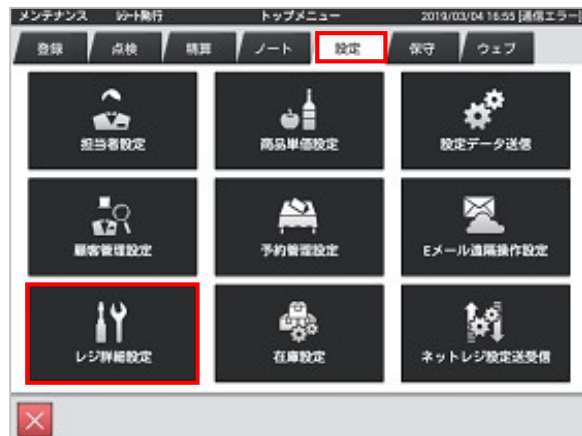 メンテナンス ﾚｼｰﾄ発行 トップメニュー 2019/03/04 16:55 [通信エラー]
登録 点検 精算 ノート 設定 保守 ウェブ
担当者設定 商品単価設定 設定データ送信
顧客管理設定 予約管理設定 Eメール遠隔操作設定
レジ詳細設定 在庫設定 ネットレジ設定送受信